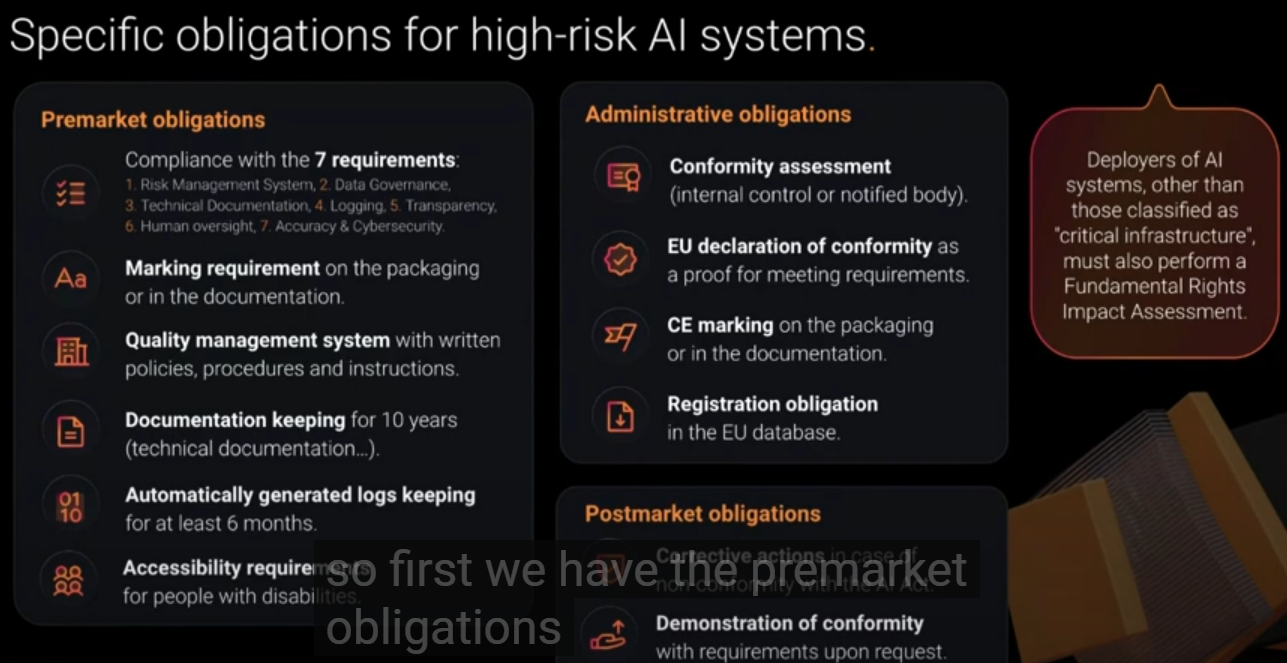 Specific obligations for high-risk AI systems.
Premarket obligations
Compliance with the 7 requirements:
1. Risk Management System, 2. Data Governance,
3. Technical Documentation, 4. Logging, 5. Transparency,
6. Human oversight, 7. Accuracy & Cybersecurity.
Aa
Marking requirement on the packaging
or in the documentation.
Quality management system with written
policies, procedures and instructions.
Documentation keeping for 10 years
(technical documentation...).
01
10
Automatically generated logs keeping
for at least 6 months.
Accessibility requirements
for people with disabilities.
Administrative obligations
Conformity assessment
(internal control or notified body).
EU declaration of conformity as
a proof for meeting requirements.
CE marking on the packaging
or in the documentation.
Registration obligation
in the EU database.
Postmarket obligations
Corrective actions in case of
non conformity with the AI Act.
Demonstration of conformity
with requirements upon request.
Deployers of AI
systems, other than
those classified as
"critical infrastructure",
must also perform a
Fundamental Rights
Impact Assessment.
so first we have the premarket
obligations